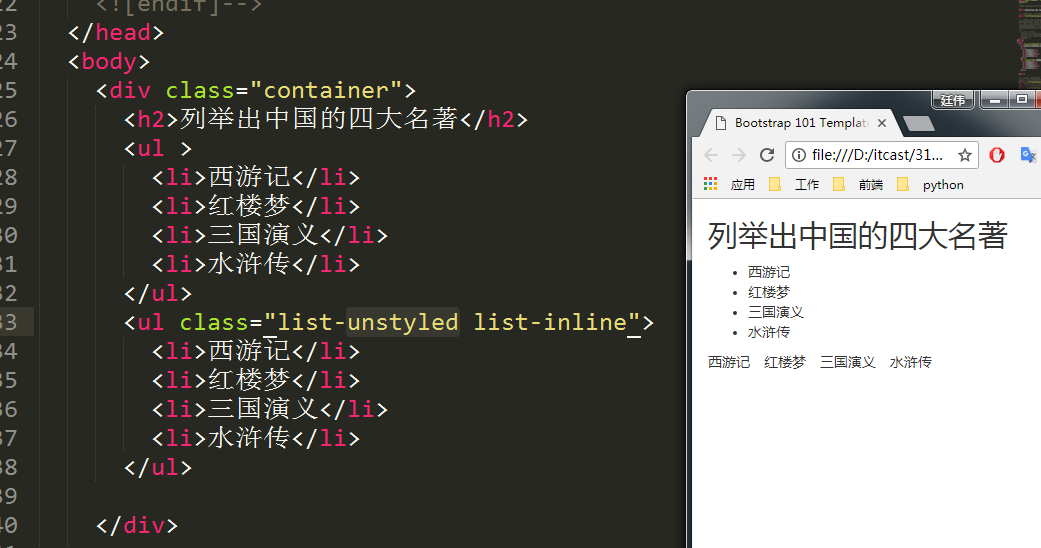 22 <![endif]-->
23 </head>
24 <body>
25 <div class="container">
26 <h2>列举出中国的四大名著</h2>
27 <ul >
28 <li>西游记</li>
29 <li>红楼梦</li>
30 <li>三国演义</li>
31 <li>水浒传</li>
32 </ul>
33 <ul class="list-unstyled list-inline">
34 <li>西游记</li>
35 <li>红楼梦</li>
36 <li>三国演义</li>
37 <li>水浒传</li>
38 </ul>
39
40 </div>
廷伟
Bootstrap 101 Templat
file:///D:/itcast/31...
应用 工作 前端 python
列举出中国的四大名著
• 西游记
• 红楼梦
• 三国演义
• 水浒传
西游记 红楼梦 三国演义 水浒传